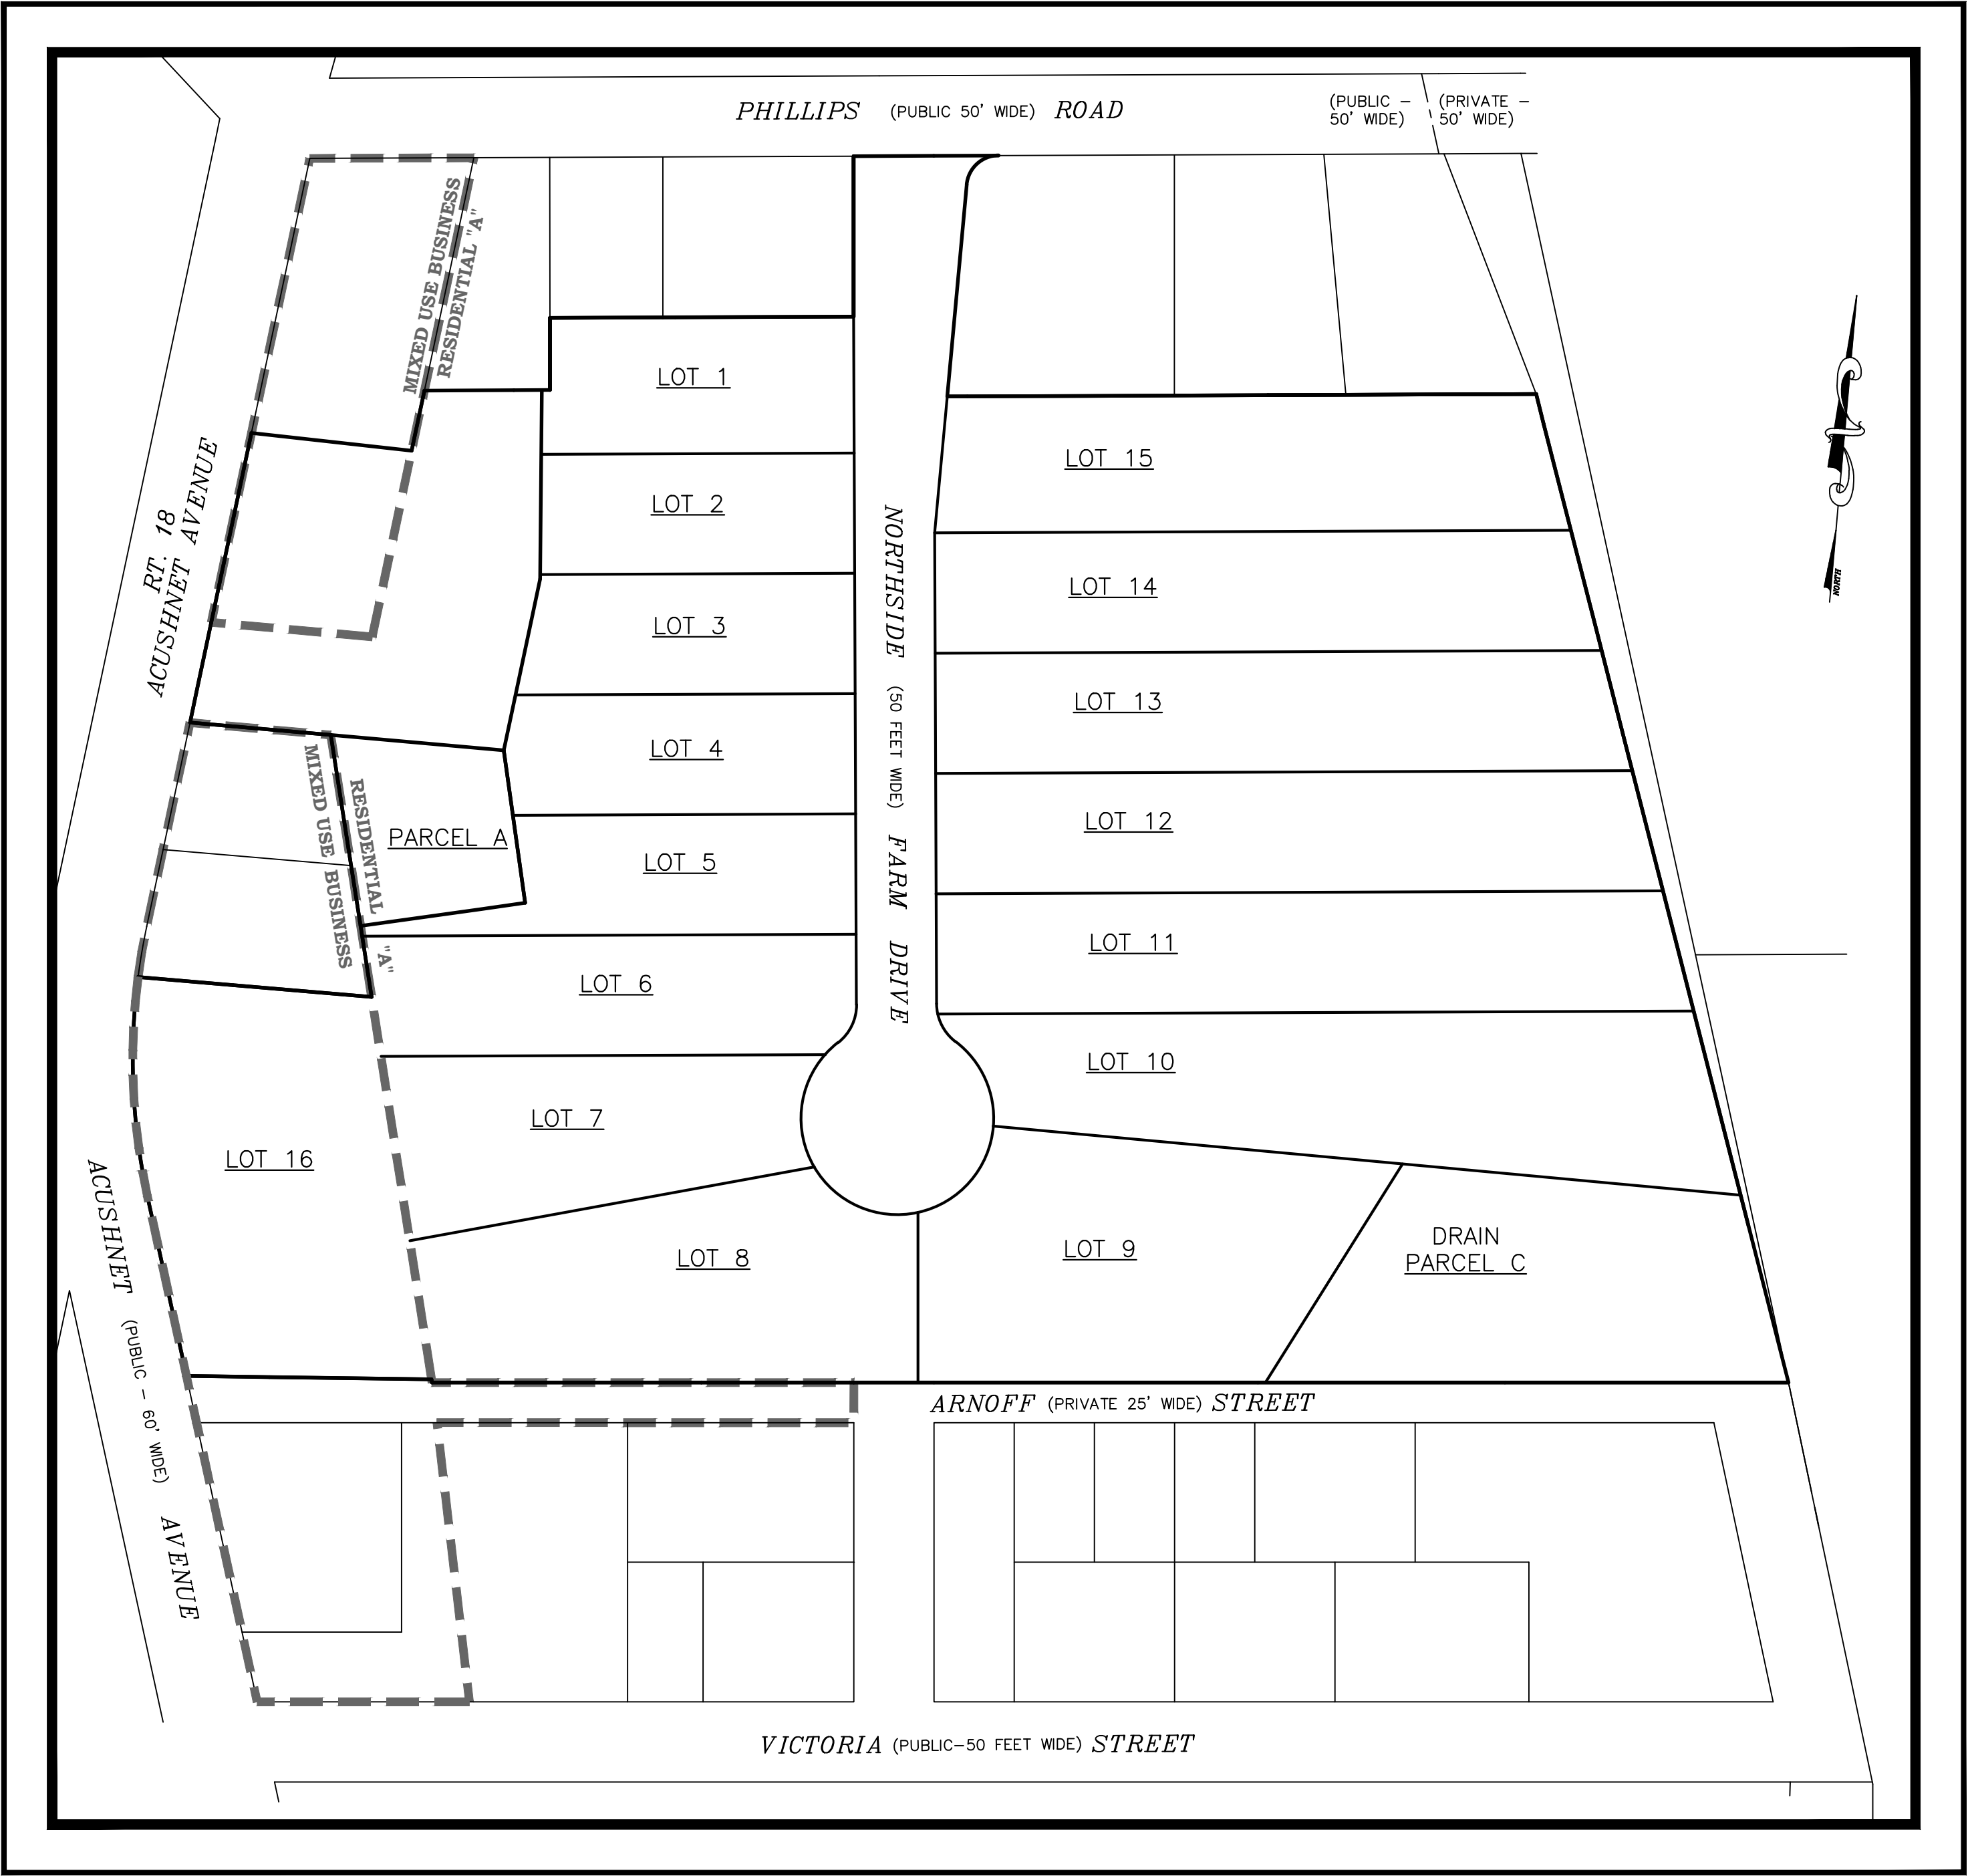 PHILLIPS (PUBLIC 50' WIDE) ROAD
(PUBLIC –
50' WIDE)
(PRIVATE –
50' WIDE)
MIXED USE BUSINESS
RESIDENTIAL "A"
LOT 1
LOT 2
LOT 3
LOT 4
LOT 5
LOT 6
LOT 7
LOT 8
LOT 9
LOT 10
LOT 11
LOT 12
LOT 13
LOT 14
LOT 15
LOT 16
PARCEL A
DRAIN
PARCEL C
NORTHSIDE (50 FEET WIDE) FARM DRIVE
RT. 18
ACUSHNET AVENUE
RESIDENTIAL "A"
MIXED USE BUSINESS
ACUSHNET (PUBLIC – 60' WIDE) AVENUE
NORTH
ARNOFF (PRIVATE 25' WIDE) STREET
VICTORIA (PUBLIC–50 FEET WIDE) STREET